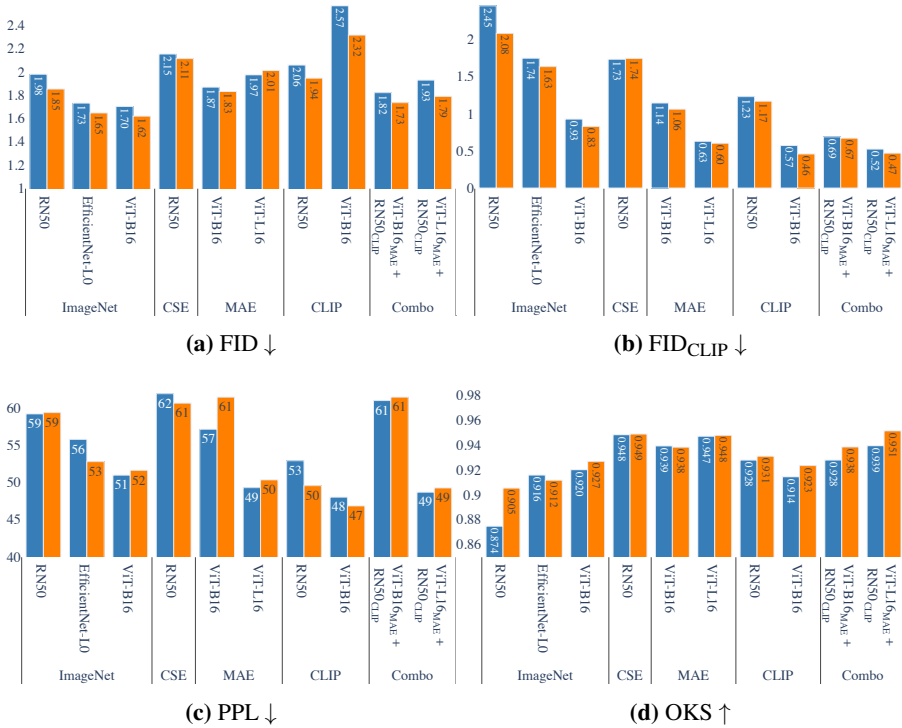 2.4
2.2
2
1.8
1.6
1.4
1.2
1
1.98
1.85
1.73
1.65
1.70
1.62
2.15
2.11
1.87
1.83
1.97
2.01
2.06
1.94
2.57
2.32
1.82
1.73
1.93
1.79
RN50
EfficientNet-L0
ViT-B16
RN50
ViT-B16
ViT-L16
RN50
ViT-B16
ViT-B16MAE +
RN50CLIP
ViT-L16MAE +
RN50CLIP
ImageNet CSE MAE CLIP Combo
(a) FID ↓
2
1.5
1
0.5
0
2.45
2.08
1.74
1.63
0.93
0.83
1.73
1.74
1.14
1.06
0.63
0.60
1.23
1.17
0.57
0.46
0.69
0.67
0.52
0.47
RN50
EfficientNet-L0
ViT-B16
RN50
ViT-B16
ViT-L16
RN50
ViT-B16
ViT-B16MAE +
RN50CLIP
ViT-L16MAE +
RN50CLIP
ImageNet CSE MAE CLIP Combo
(b) FIDCLIP ↓
60
55
50
45
40
59
59
56
53
51
52
62
61
57
61
49
50
53
50
48
47
61
61
49
49
RN50
EfficientNet-L0
ViT-B16
RN50
ViT-B16
ViT-L16
RN50
ViT-B16
ViT-B16MAE +
RN50CLIP
ViT-L16MAE +
RN50CLIP
ImageNet CSE MAE CLIP Combo
(c) PPL ↓
0.98
0.96
0.94
0.92
0.9
0.88
0.86
0.874
0.905
0.916
0.912
0.920
0.927
0.948
0.949
0.939
0.938
0.947
0.948
0.928
0.931
0.914
0.923
0.928
0.938
0.939
0.951
RN50
EfficientNet-L0
ViT-B16
RN50
ViT-B16
ViT-L16
RN50
ViT-B16
ViT-B16MAE +
RN50CLIP
ViT-L16MAE +
RN50CLIP
ImageNet CSE MAE CLIP Combo
(d) OKS ↑